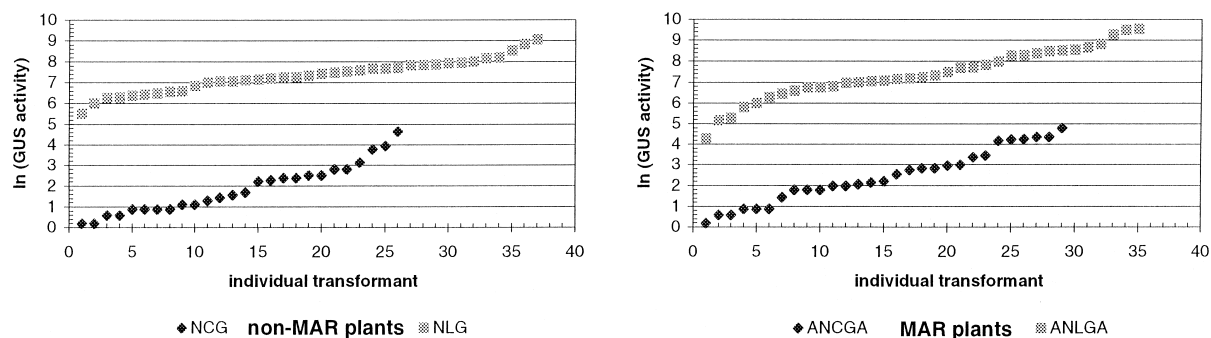 10
9
8
7
6
5
4
3
2
1
0
ln (GUS activity)
0 5 10 15 20 25 30 35 40
individual transformant
NCG non-MAR plants NLG
10
9
8
7
6
5
4
3
2
1
0
ln (GUS activity)
0 5 10 15 20 25 30 35 40
individual transformant
ANCGA MAR plants ANLGA